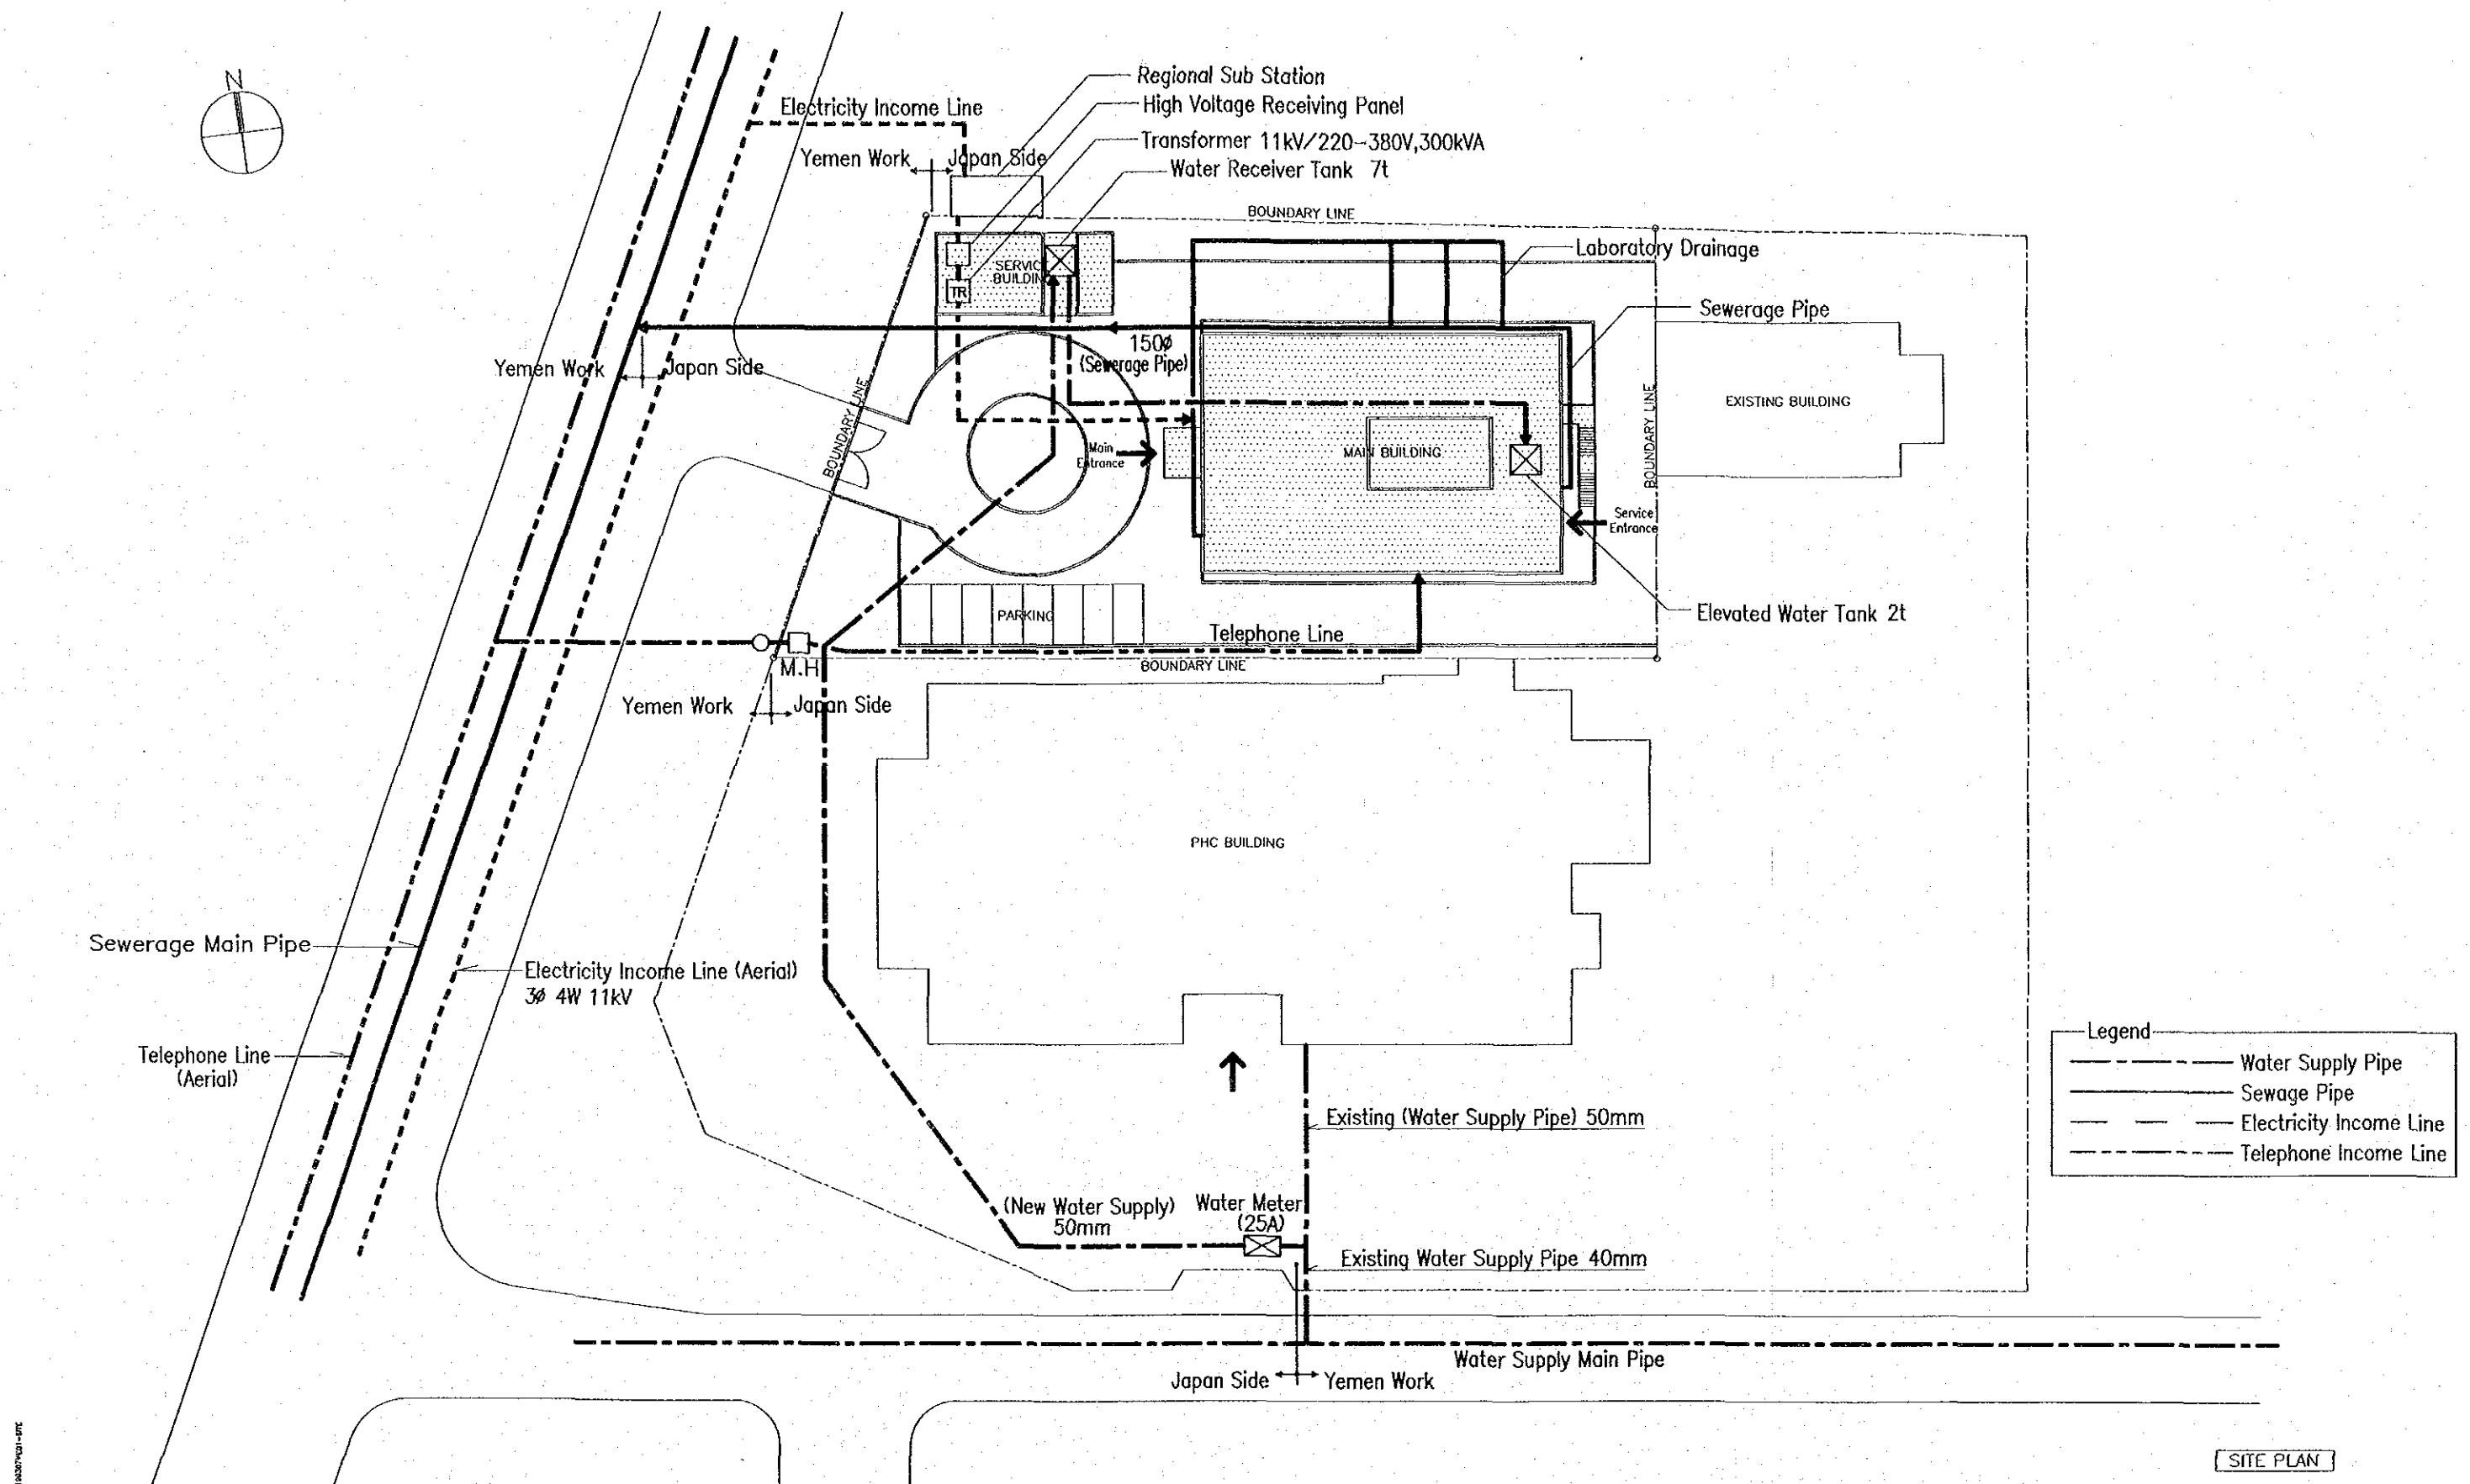 N
Regional Sub Station
Electricity Income Line
High Voltage Receiving Panel
Transformer 11kV/220-380V,300kVA
Yemen Work
Japan Side
Water Receiver Tank 7t
BOUNDARY LINE
Laboratory Drainage
SERVICE
BUILDING
TR
Sewerage Pipe
150ø
(Sewerage Pipe)
Yemen Work
Japan Side
BOUNDARY LINE
BOUNDARY LINE
EXISTING BUILDING
Main
Entrance
MAIN BUILDING
Service
Entrance
PARKING
Elevated Water Tank 2t
Telephone Line
M.H
BOUNDARY LINE
Yemen Work
Japan Side
PHC BUILDING
Sewerage Main Pipe
Electricity Income Line (Aerial)
3ø 4W 11kV
Telephone Line
(Aerial)
Legend
Water Supply Pipe
Sewage Pipe
Electricity Income Line
Telephone Income Line
Existing (Water Supply Pipe) 50mm
(New Water Supply)
50mm
Water Meter
(25A)
Existing Water Supply Pipe 40mm
Water Supply Main Pipe
Japan Side
Yemen Work
SITE PLAN